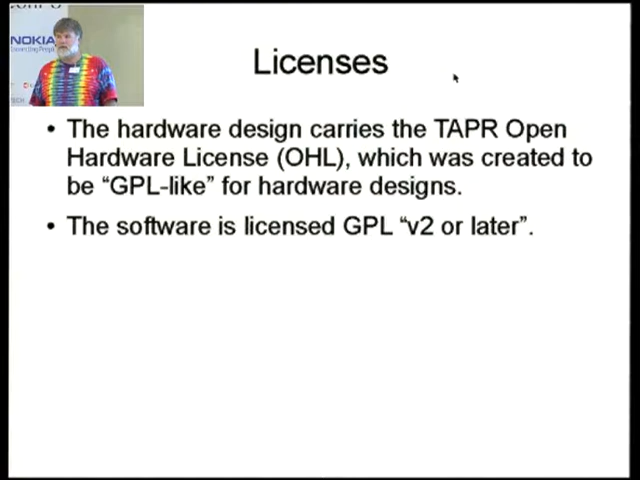 NOKIA
Licenses
• The hardware design carries the TAPR Open
Hardware License (OHL), which was created to
be “GPL-like” for hardware designs.
• The software is licensed GPL “v2 or later”.